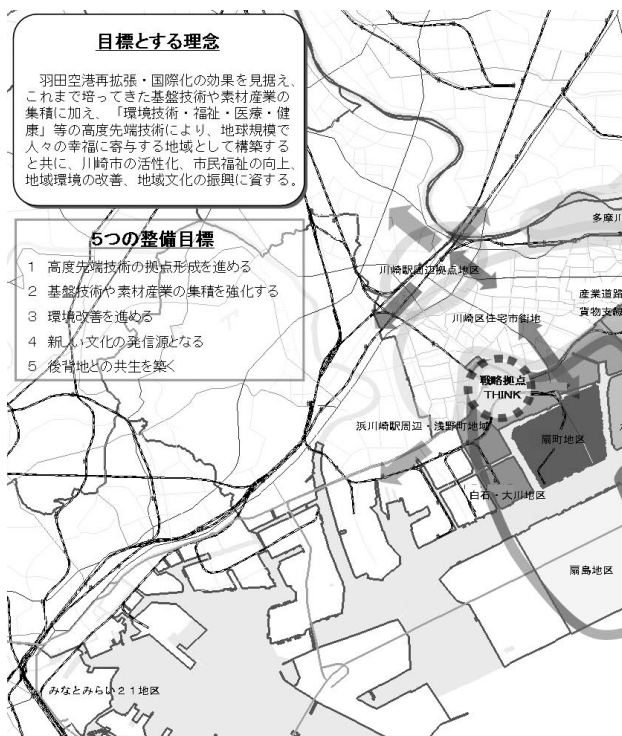 目標とする理念
羽田空港再拡張・国際化の効果を見据え、
これまで培ってきた基盤技術や素材産業の
集積に加え、「環境技術・福祉・医療・健
康」等の高度先端技術により、地球規模で
人々の幸福に寄与する地域として構築する
と共に、川崎市の活性化、市民福祉の向上、
地域環境の改善、地域文化の振興に資する。
5つの整備目標
1 高度先端技術の拠点形成を進める
2 基盤技術や素材産業の集積を強化する
3 環境改善を進める
4 新しい文化の発信源となる
5 後背地との共生を築く
多摩川
川崎駅周辺拠点地区
産業道路
貨物支線
川崎区住宅市街地
戦略拠点
THINK
浜川崎駅周辺・浅野町地域
扇町地区
白石・大川地区
扇島地区
みなとみらい21地区